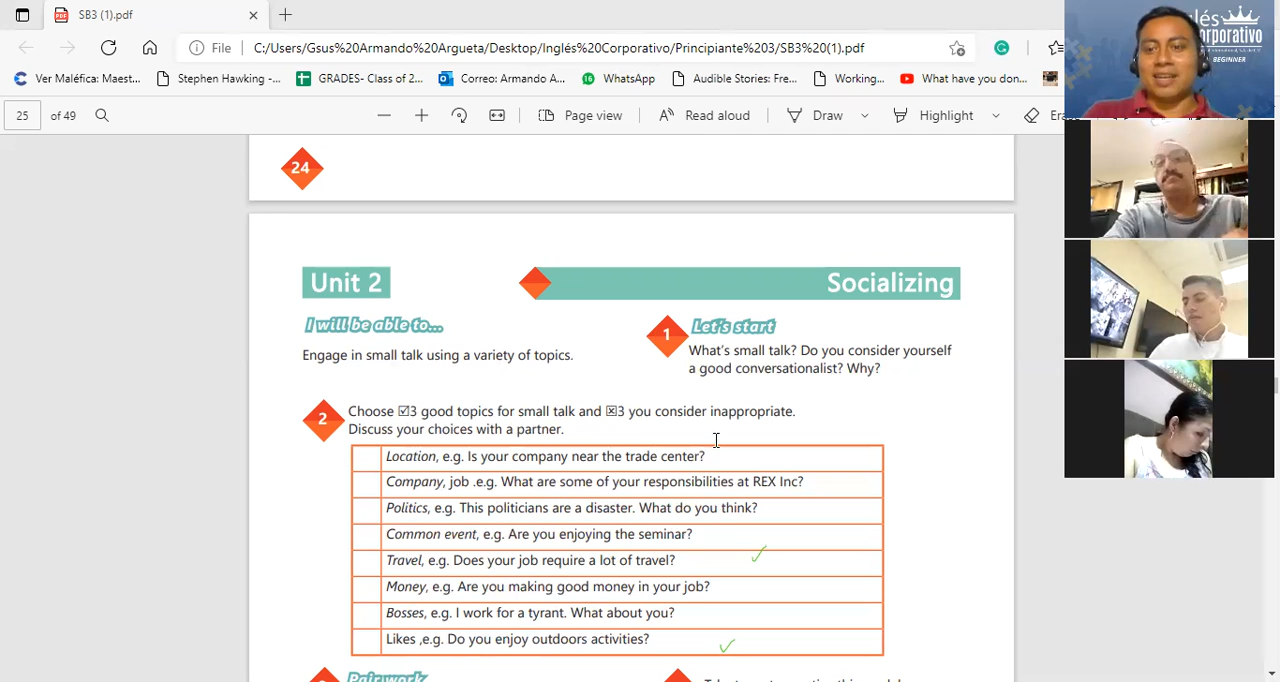 SB3 (1).pdf
File
C:/Users/Gsus%20Armando%20Argueta/Desktop/Inglés%20Corporativo/Principiante%203/SB3%20(1).pdf
Ver Maléfica: Maest...
Stephen Hawking -...
GRADES- Class of 2...
Correo: Armando A...
WhatsApp
Audible Stories: Fre...
Working...
What have you don...
25 of 49
Page view
Read aloud
Draw
Highlight
Era
glés
Corporativo
BEGINNER
24
Unit 2
Socializing
I will be able to...
Engage in small talk using a variety of topics.
1
Let's start
What's small talk? Do you consider yourself
a good conversationalist? Why?
2
Choose ☑3 good topics for small talk and ☒3 you consider inappropriate.
Discuss your choices with a partner.
Location, e.g. Is your company near the trade center?
Company, job .e.g. What are some of your responsibilities at REX Inc?
Politics, e.g. This politicians are a disaster. What do you think?
Common event, e.g. Are you enjoying the seminar?
Travel, e.g. Does your job require a lot of travel?
Money, e.g. Are you making good money in your job?
Bosses, e.g. I work for a tyrant. What about you?
Likes ,e.g. Do you enjoy outdoors activities?
Pair work